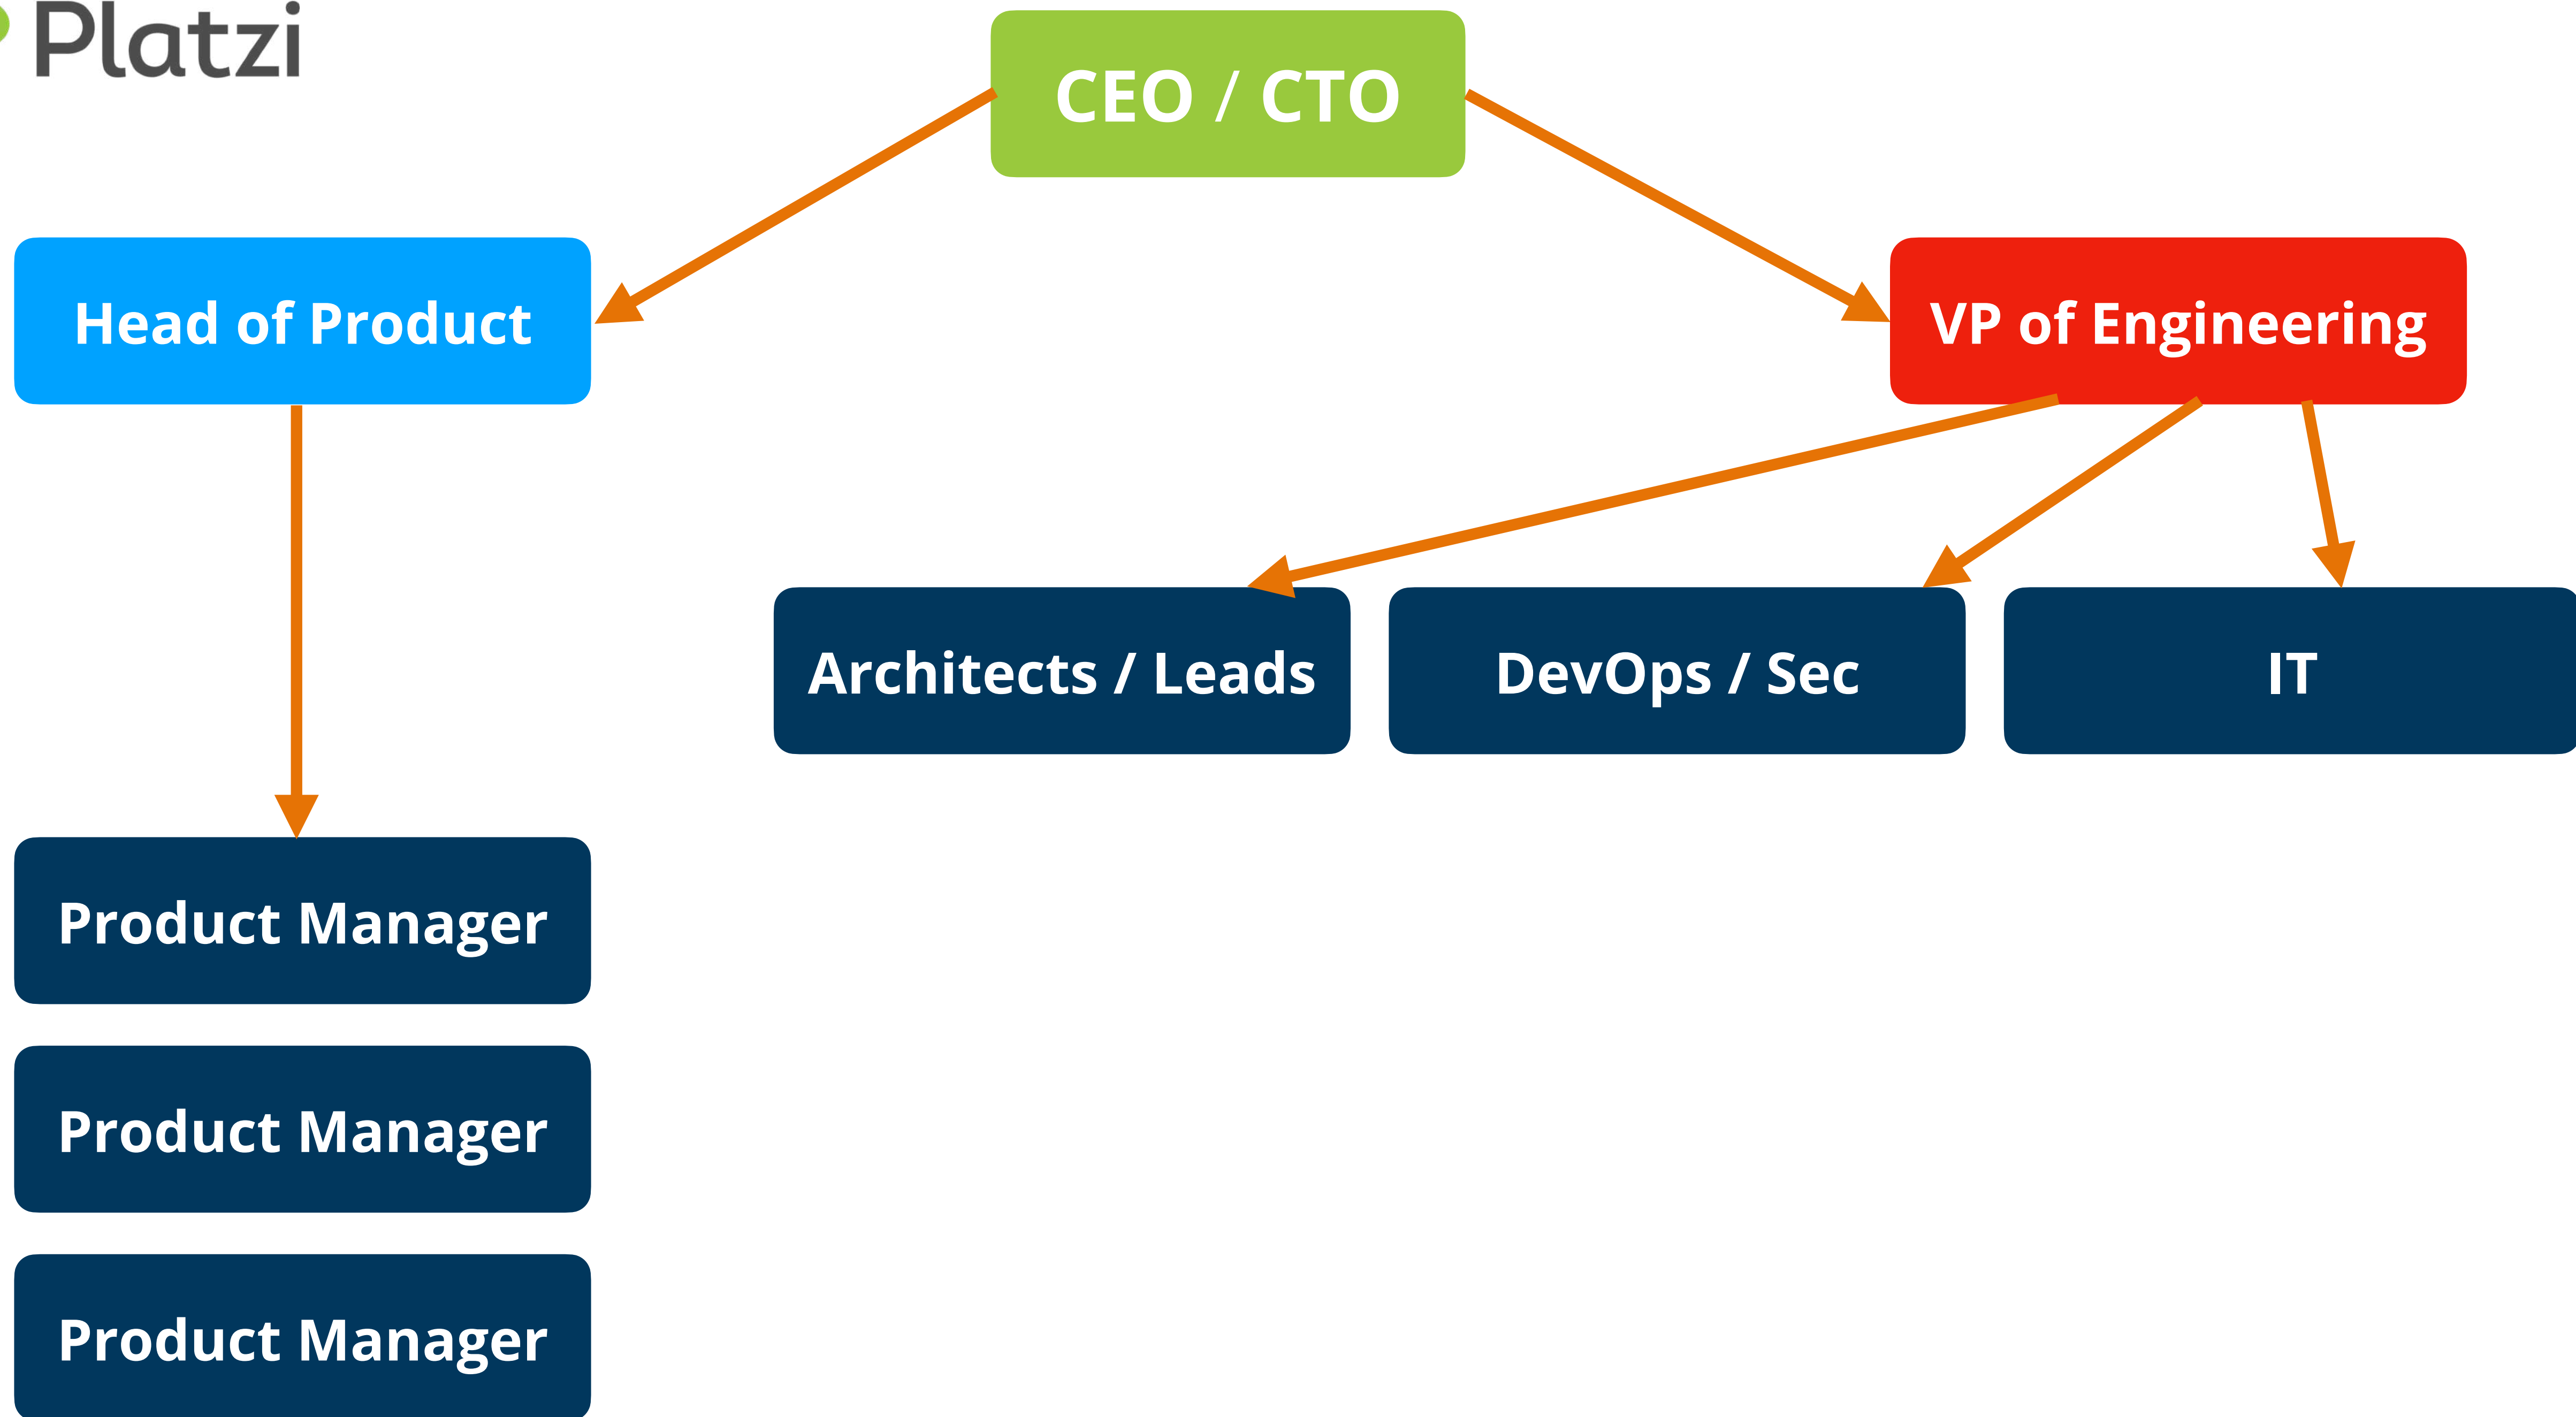 Platzi
CEO / CTO
Head of Product
VP of Engineering
Architects / Leads
DevOps / Sec
IT
Product Manager
Product Manager
Product Manager